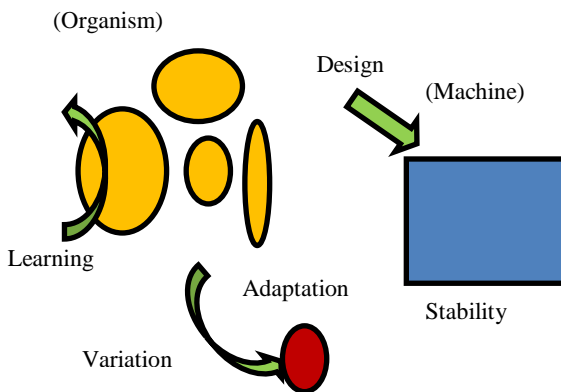 (Organism)
Design
(Machine)
Learning
Adaptation
Stability
Variation